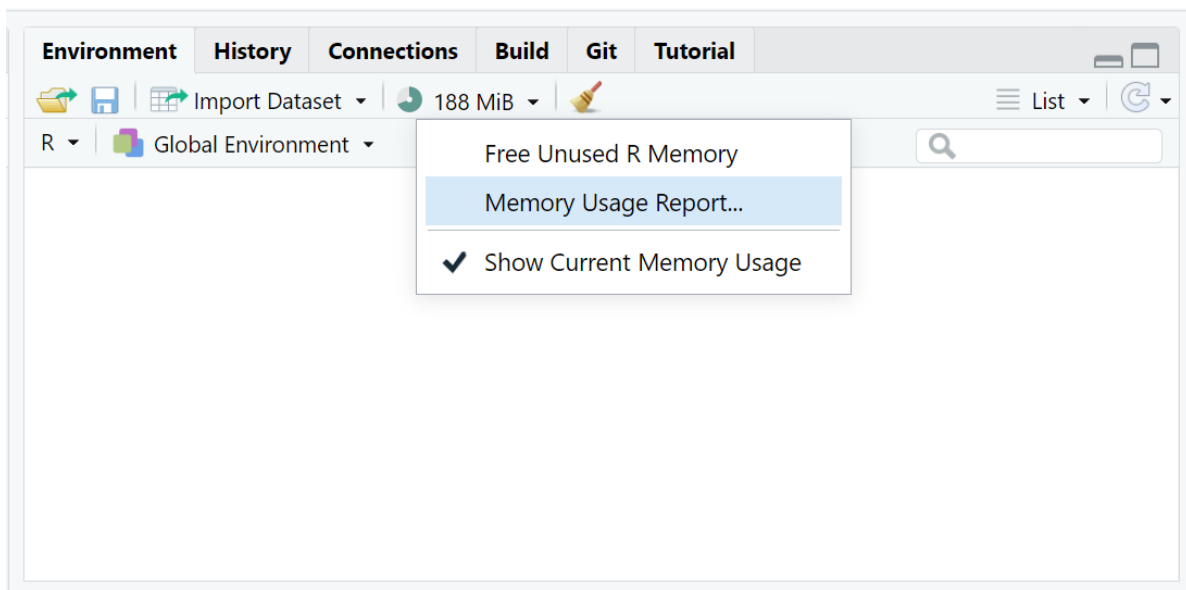 Environment History Connections Build Git Tutorial
Import Dataset 188 MiB List
R Global Environment
Free Unused R Memory
Memory Usage Report...
Show Current Memory Usage